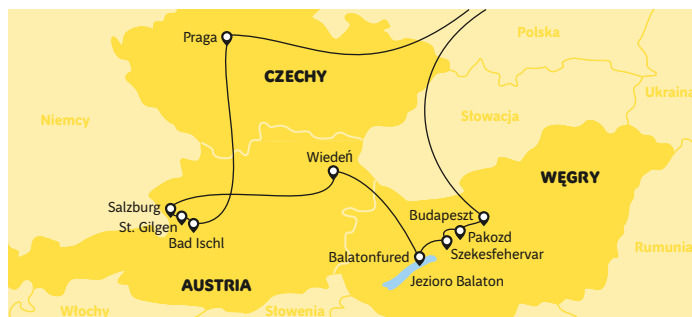 Praga
Polska
CZECHY
Ukraina
Niemcy
Słowacja
Wiedeń
WĘGRY
Salzburg
St. Gilgen
Bad Ischl
Budapeszt
Pakozd
Szekesfehervar
Balatonfured
Rumunia
Jezioro Balaton
AUSTRIA
Włochy
Słowenia